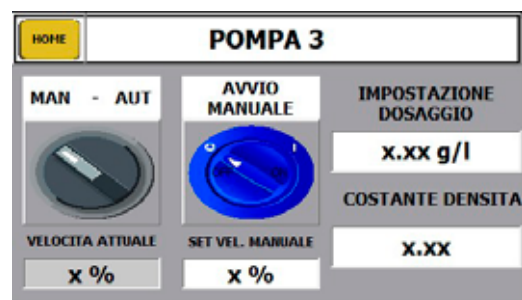 HOME
POMPA 3
MAN - AUT
AVVIO
MANUALE
IMPOSTAZIONE
DOSAGGIO
x.xx g/l
COSTANTE DENSITA
VELOCITA ATTUALE
SET VEL. MANUALE
x %
x %
x.xx